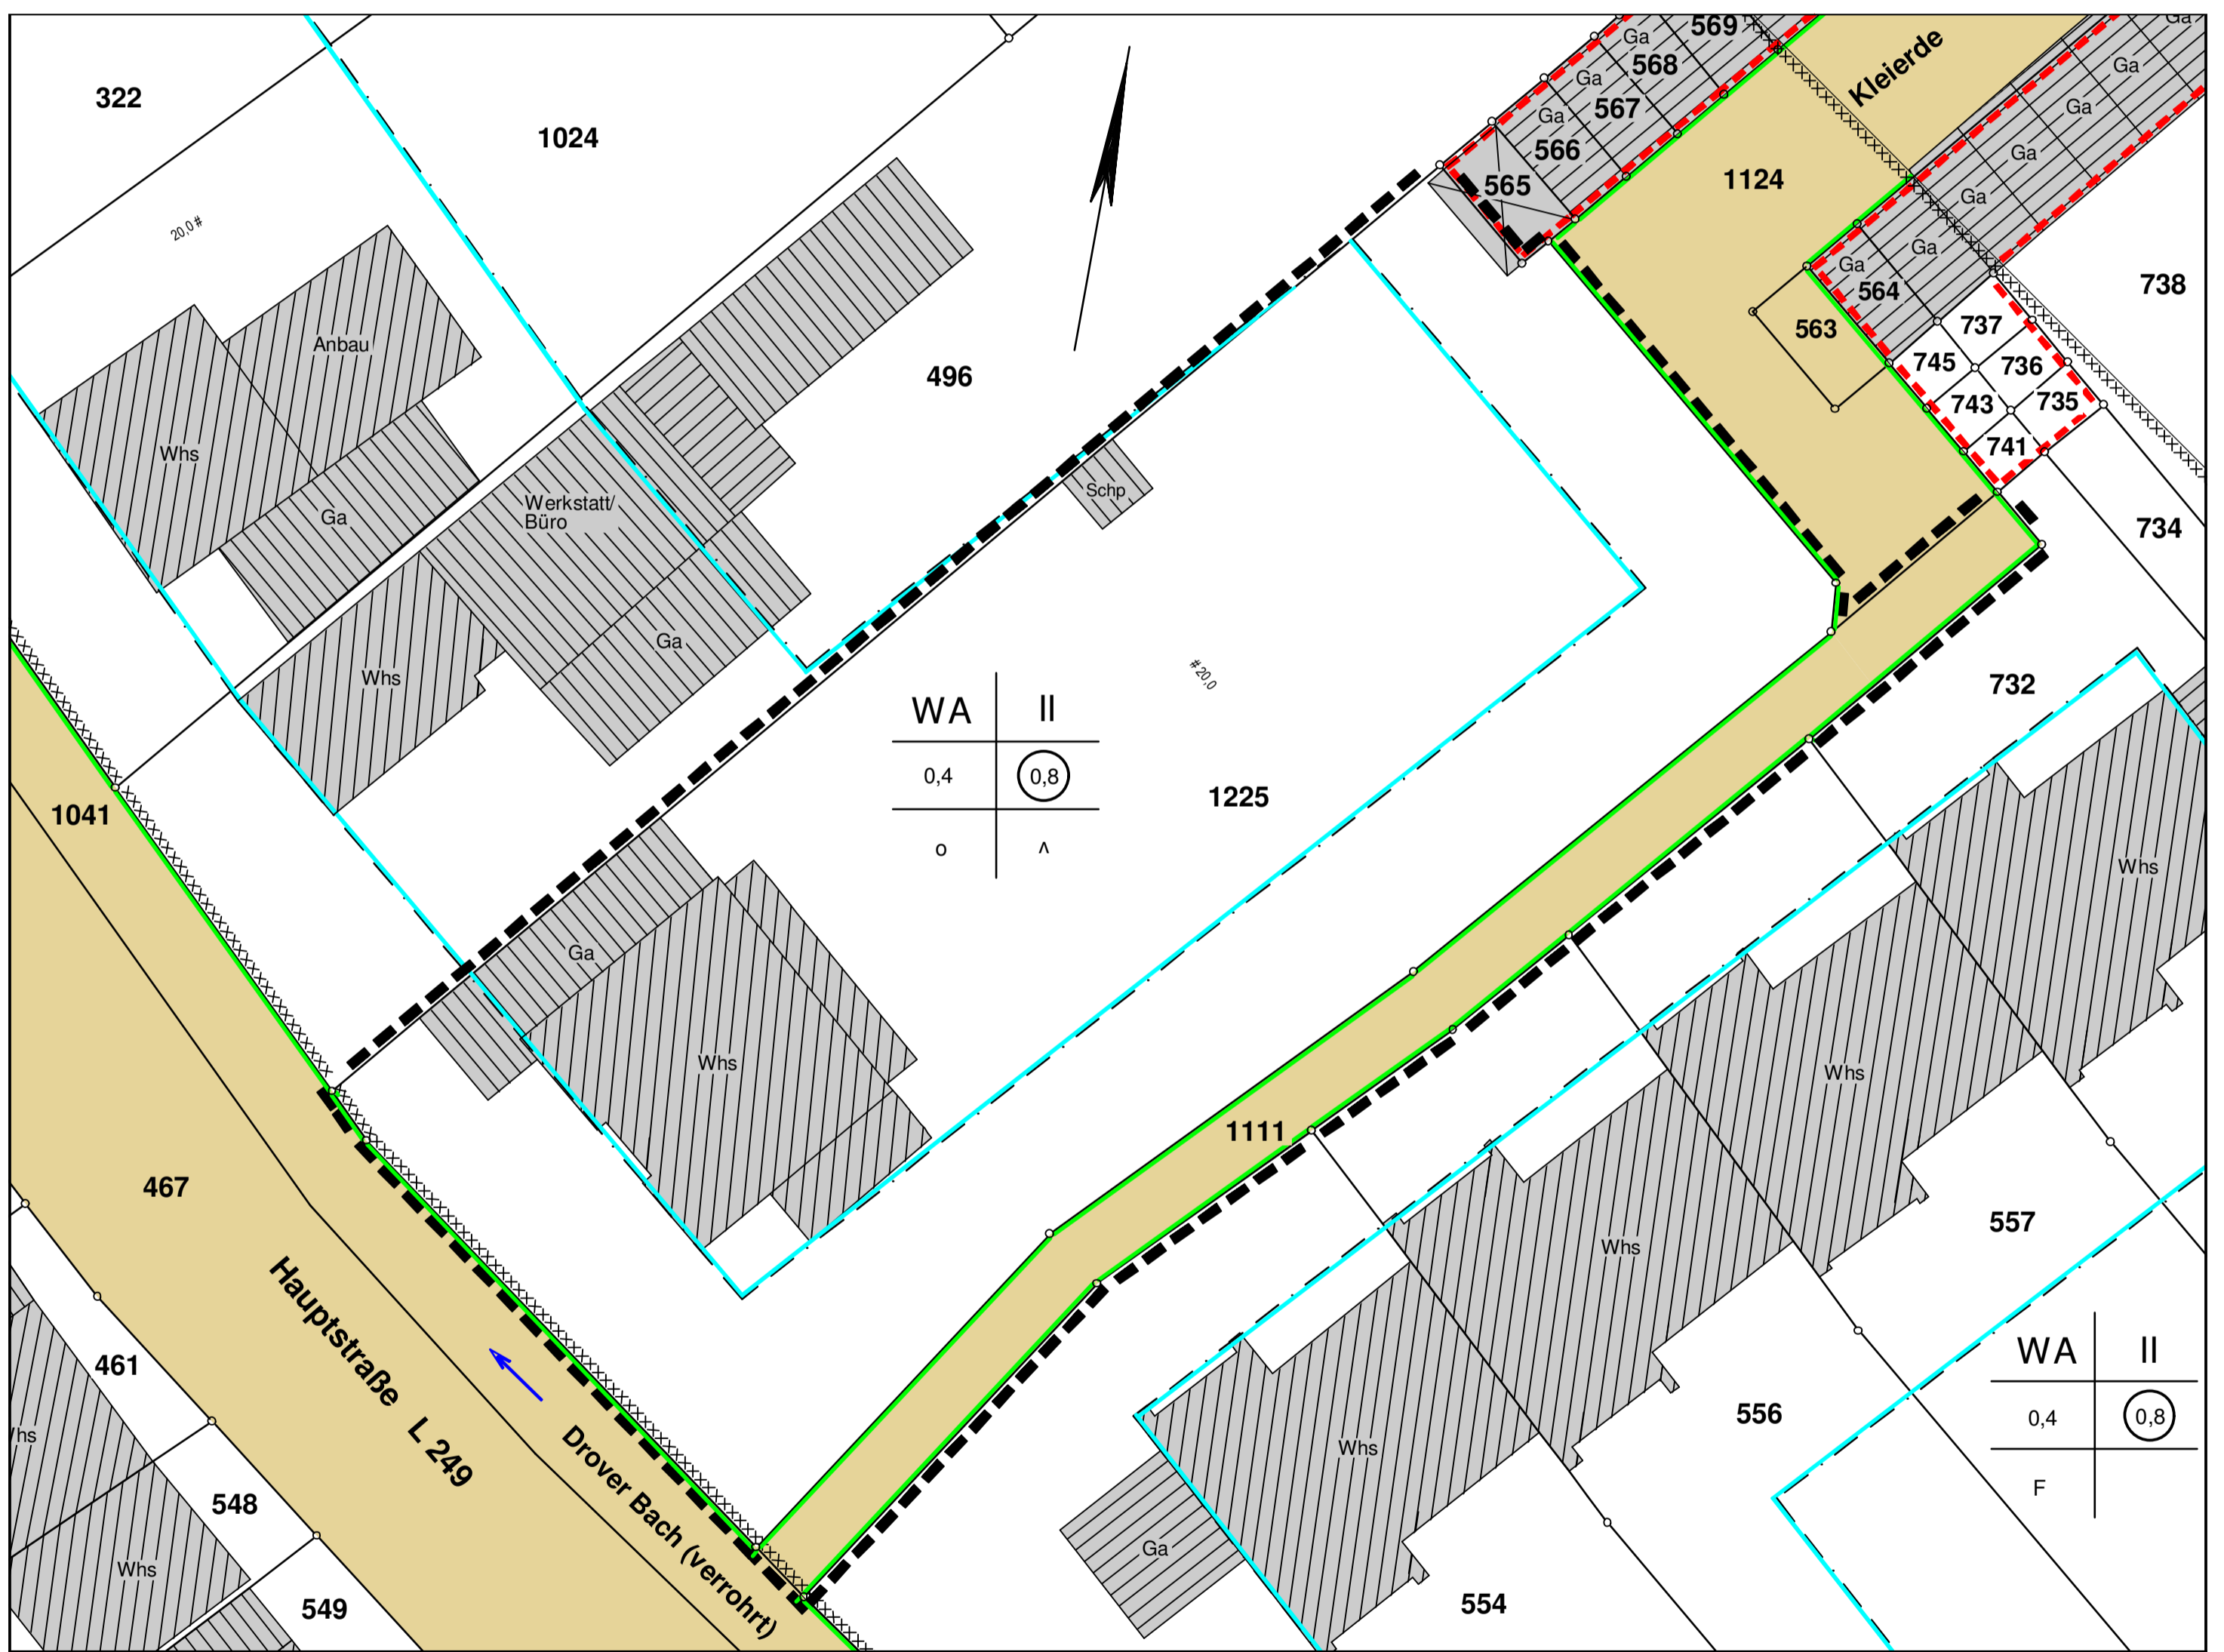 569
Ga
Ga
568
Kleierde
Ga
Ga
322
567
Ga
Ga
1024
566
Ga
1124
565
Ga
20,0 #
Ga
Ga
564
738
563
737
Anbau
745
736
496
743
735
Whs
741
Schp
Werkstatt/
Büro
Ga
734
Ga
Whs
# 20,0
732
WA II
0,4 0,8
o ^
1225
1041
Whs
Ga
Whs
Whs
1111
467
557
Whs
Hauptstraße L 249
461
WA II
0,4 0,8
F
556
hs
Whs
Drover Bach (verrohrt)
548
Ga
Whs
549
554